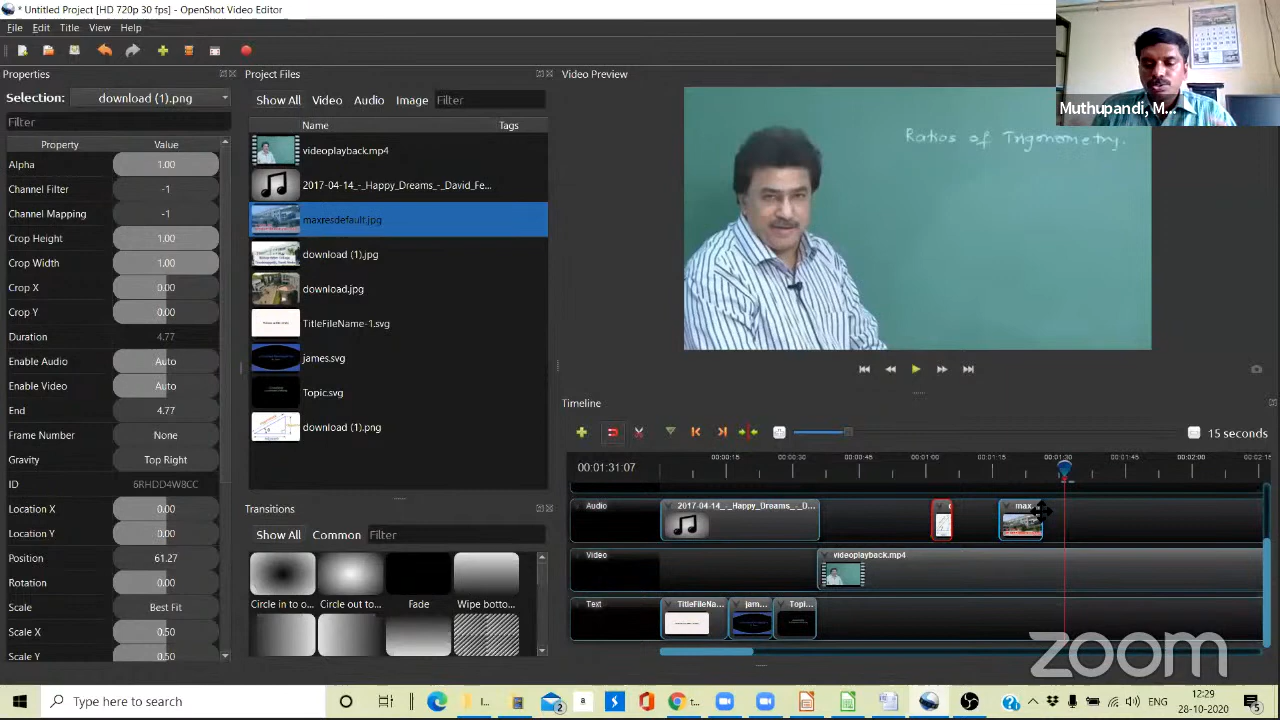 * Untitled Project [HD 720p 30 fps] - OpenShot Video Editor
File Edit Title View Help
Properties
Selection: download (1).png
Filter
Property Value
Alpha 1.00
Channel Filter -1
Channel Mapping -1
op Height 1.00
op Width 1.00
Crop X 0.00
Crop Y 0.00
Duration 4.77
Enable Audio Auto
Enable Video Auto
End 4.77
Frame Number None
Gravity Top Right
ID 6RHDD4W8CC
Location X 0.00
Location Y 0.00
Position 61.27
Rotation 0.00
Scale Best Fit
Scale X 0.50
Scale Y 0.50
Project Files
Show All Video Audio Image Filter
Name Tags
videoplayback.mp4
2017-04-14_-_Happy_Dreams_-_David_Fe...
maxresdefault.jpg
download (1).jpg
download.jpg
TitleFileName-1.svg
james.svg
Topic.svg
download (1).png
Transitions
Show All Common Filter
Circle in to o... Circle out to... Fade Wipe botto...
Video Preview
Ratios of Trigonometry.
Muthupandi, M...
Timeline
15 seconds
00:01:31:07
00:00:15 00:00:30 00:00:45 00:01:00 00:01:15 00:01:30 00:01:45 00:02:00 00:02:15
Audio 2017-04-14_-_Happy_Dreams_-_D... max...
Video videoplayback.mp4
Text TitleFileNa... jam... Topi...
zoom
Type here to search
ENG
12:29
28-10-2020